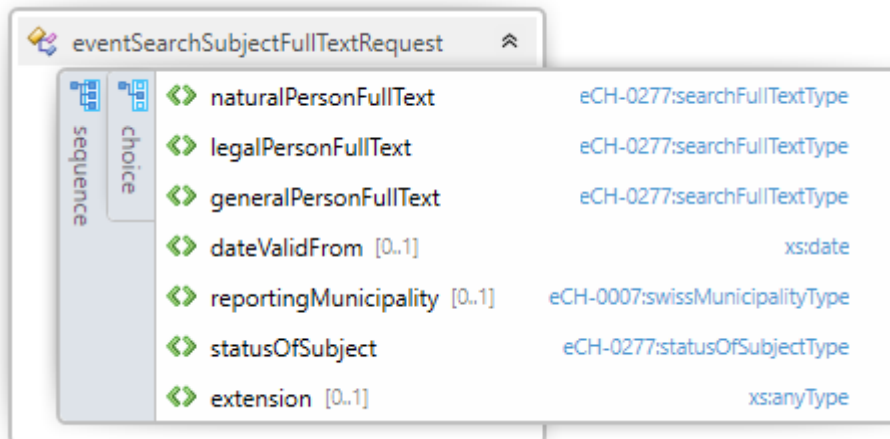 eventSearchSubjectFullTextRequest
sequence
choice
naturalPersonFullText eCH-0277:searchFullTextType
legalPersonFullText eCH-0277:searchFullTextType
generalPersonFullText eCH-0277:searchFullTextType
dateValidFrom [0..1] xs:date
reportingMunicipality [0..1] eCH-0007:swissMunicipalityType
statusOfSubject eCH-0277:statusOfSubjectType
extension [0..1] xs:anyType